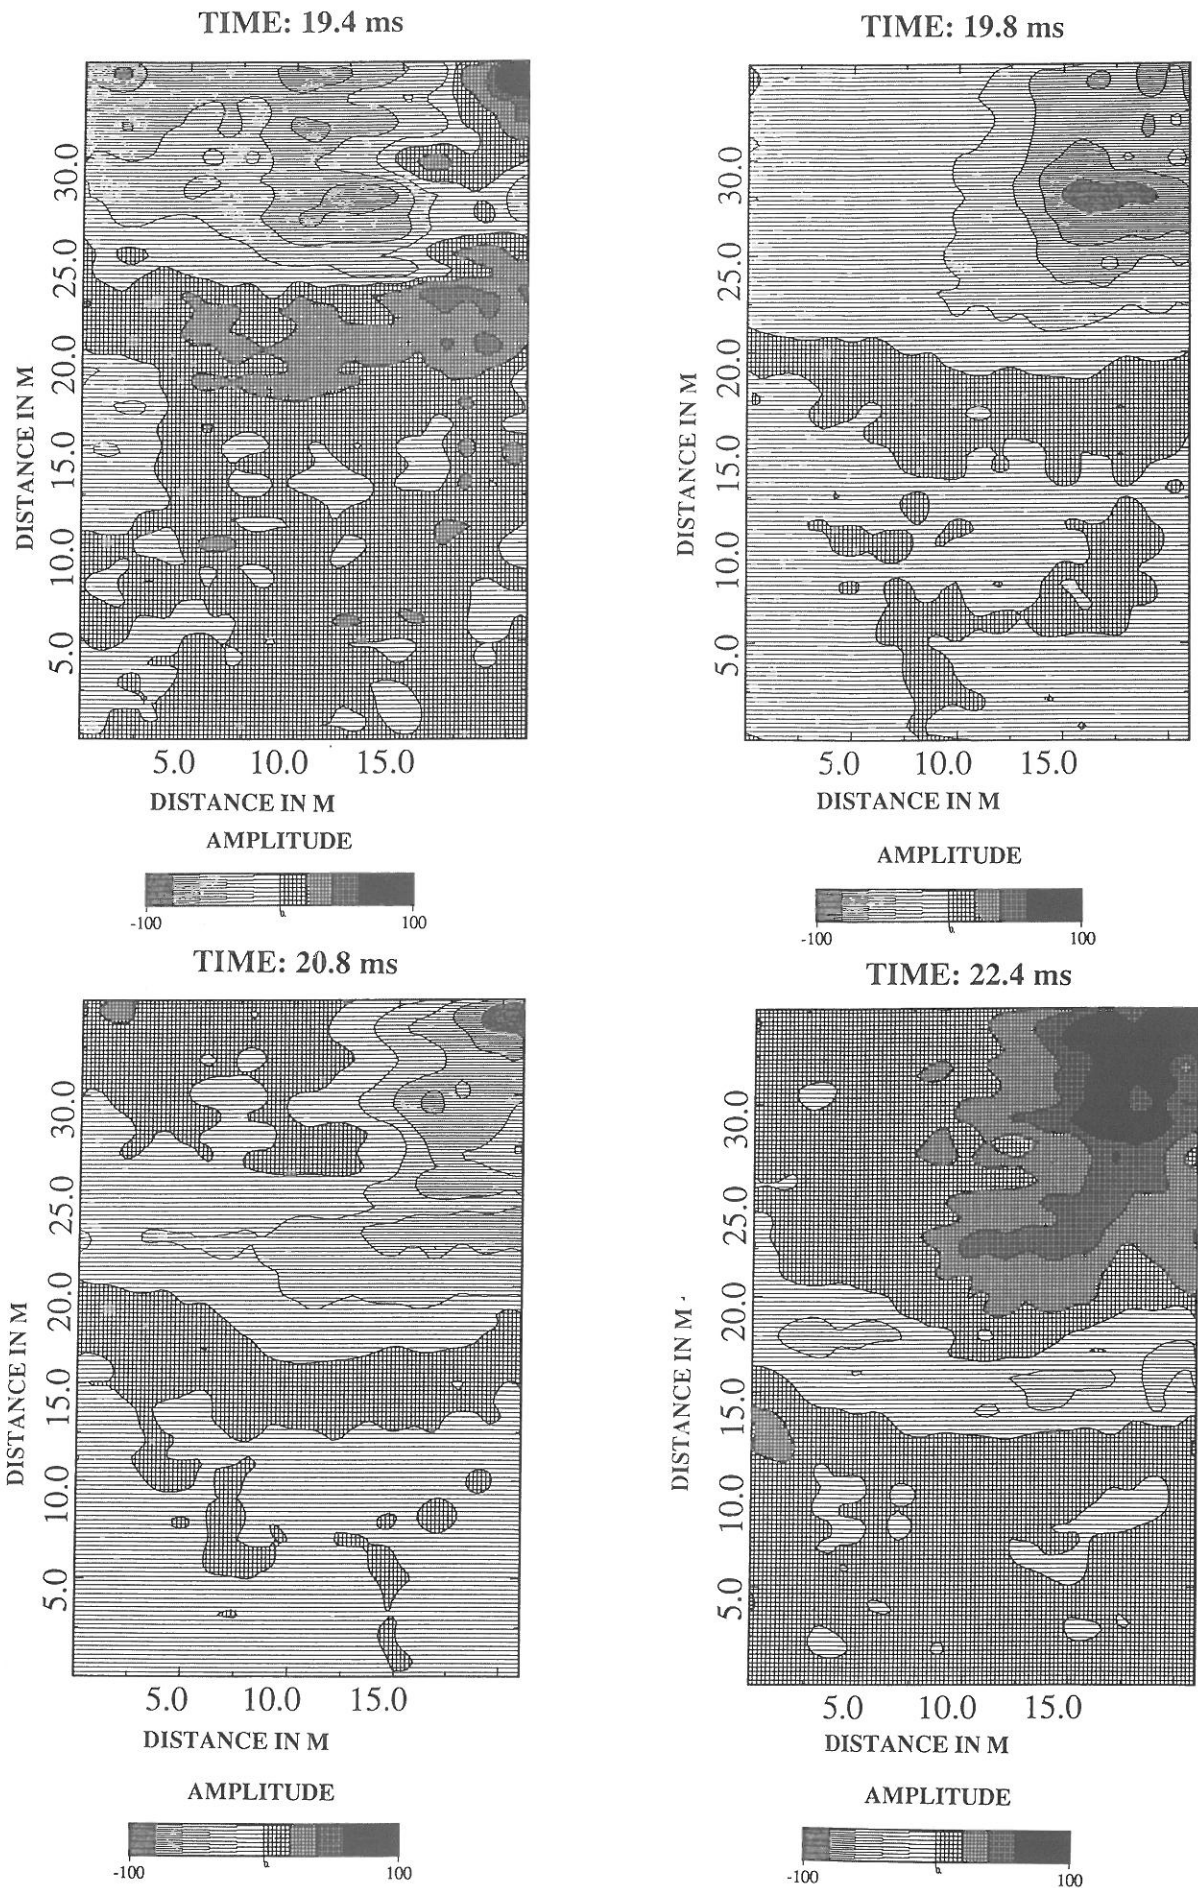 TIME: 19.4 ms
30.0
25.0
20.0
15.0
10.0
5.0
DISTANCE IN M
5.0 10.0 15.0
DISTANCE IN M
AMPLITUDE
-100 0. 100
TIME: 19.8 ms
30.0
25.0
20.0
15.0
10.0
5.0
DISTANCE IN M
5.0 10.0 15.0
DISTANCE IN M
AMPLITUDE
-100 0. 100
TIME: 20.8 ms
30.0
25.0
20.0
15.0
10.0
5.0
DISTANCE IN M
5.0 10.0 15.0
DISTANCE IN M
AMPLITUDE
-100 0. 100
TIME: 22.4 ms
30.0
25.0
20.0
15.0
10.0
5.0
DISTANCE IN M
5.0 10.0 15.0
DISTANCE IN M
AMPLITUDE
-100 0. 100